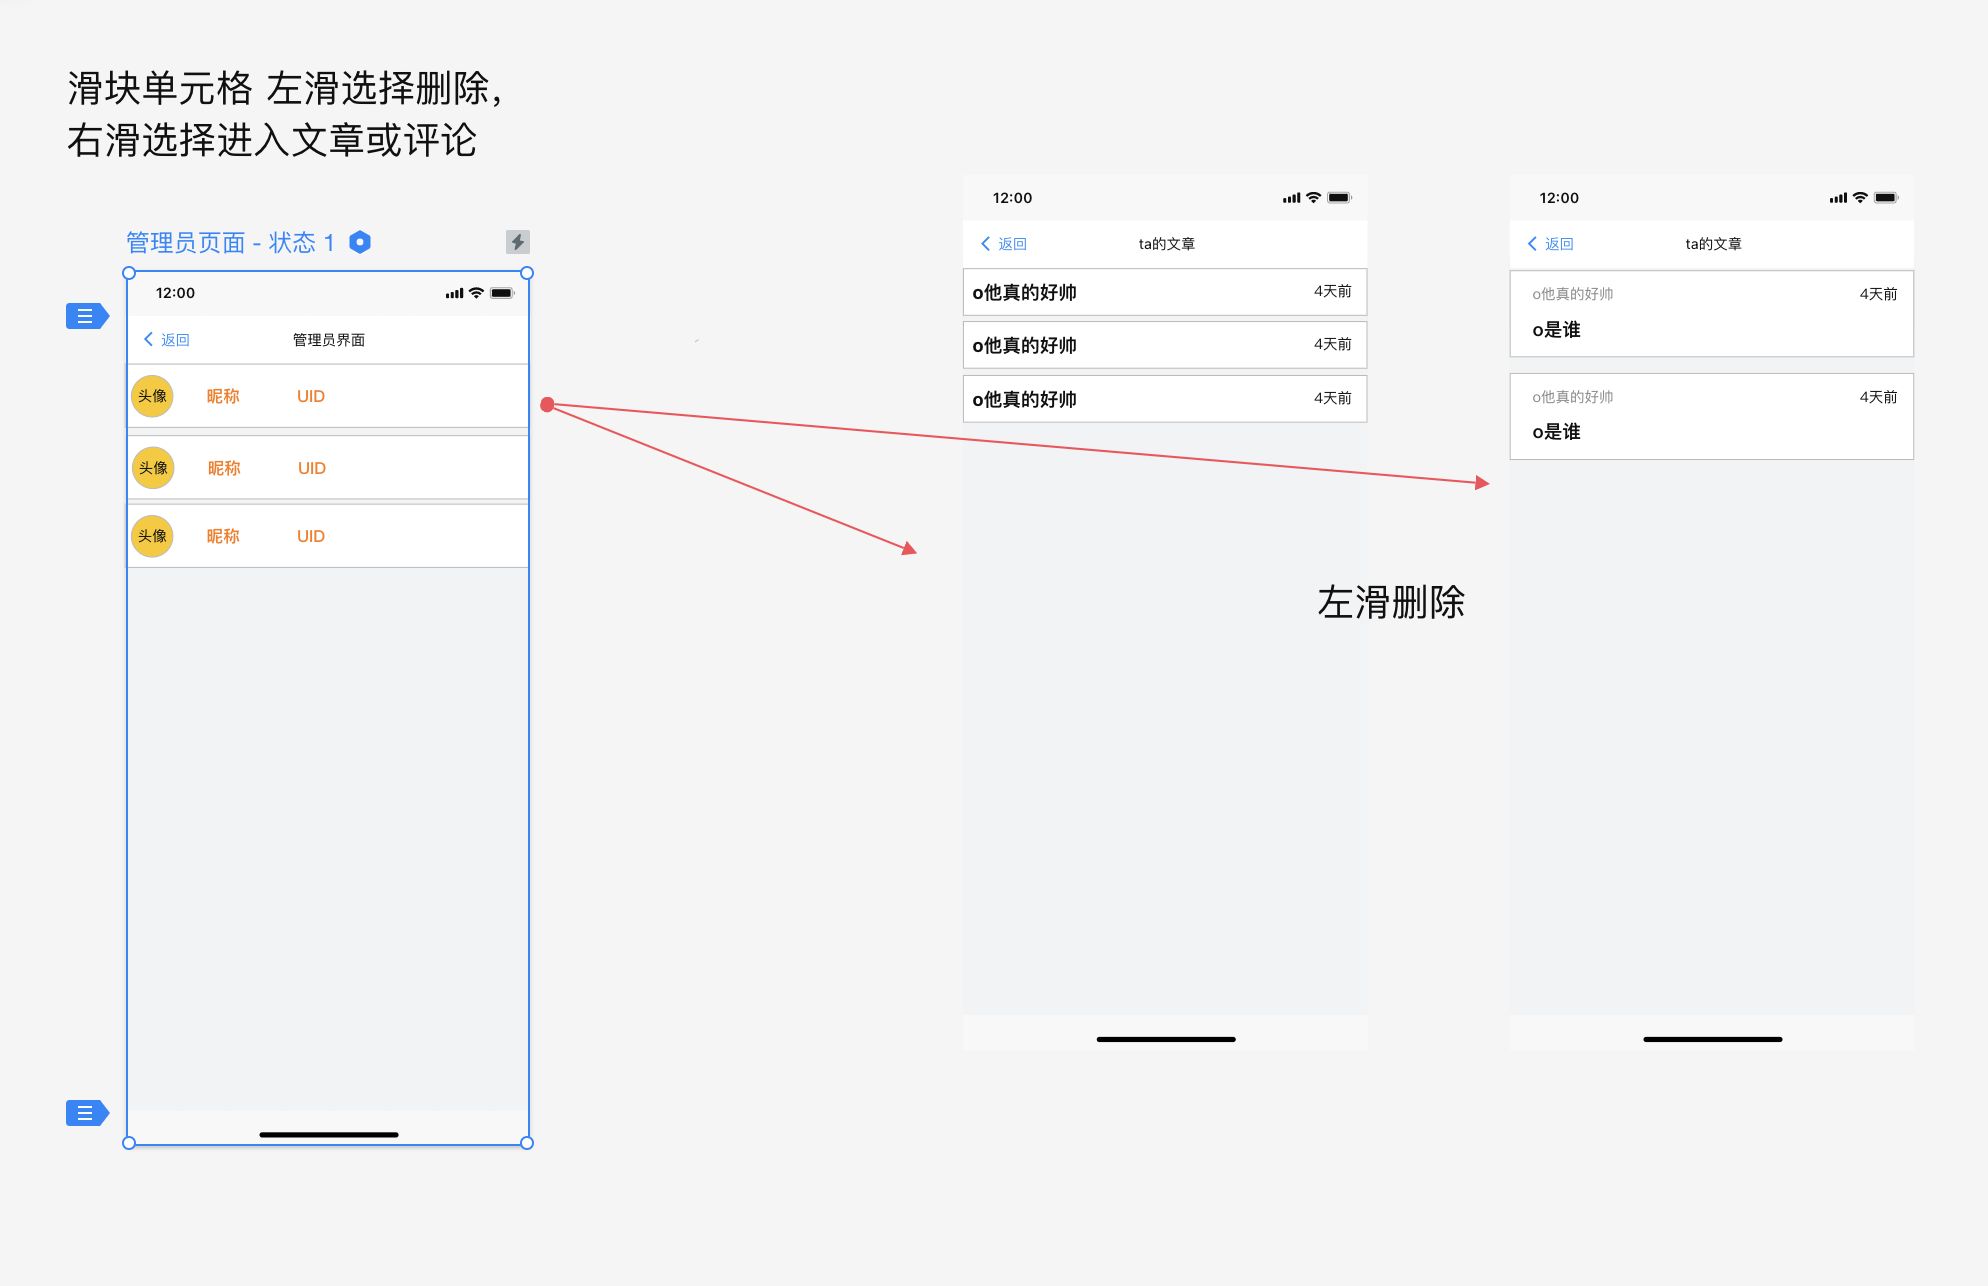 滑块单元格 左滑选择删除，
右滑选择进入文章或评论
管理员页面 - 状态 1
12:00
返回
管理员界面
头像 昵称 UID
头像 昵称 UID
头像 昵称 UID
12:00
返回
ta的文章
o他真的好帅 4天前
o他真的好帅 4天前
o他真的好帅 4天前
左滑删除
12:00
返回
ta的文章
o他真的好帅 4天前
o是谁
o他真的好帅 4天前
o是谁